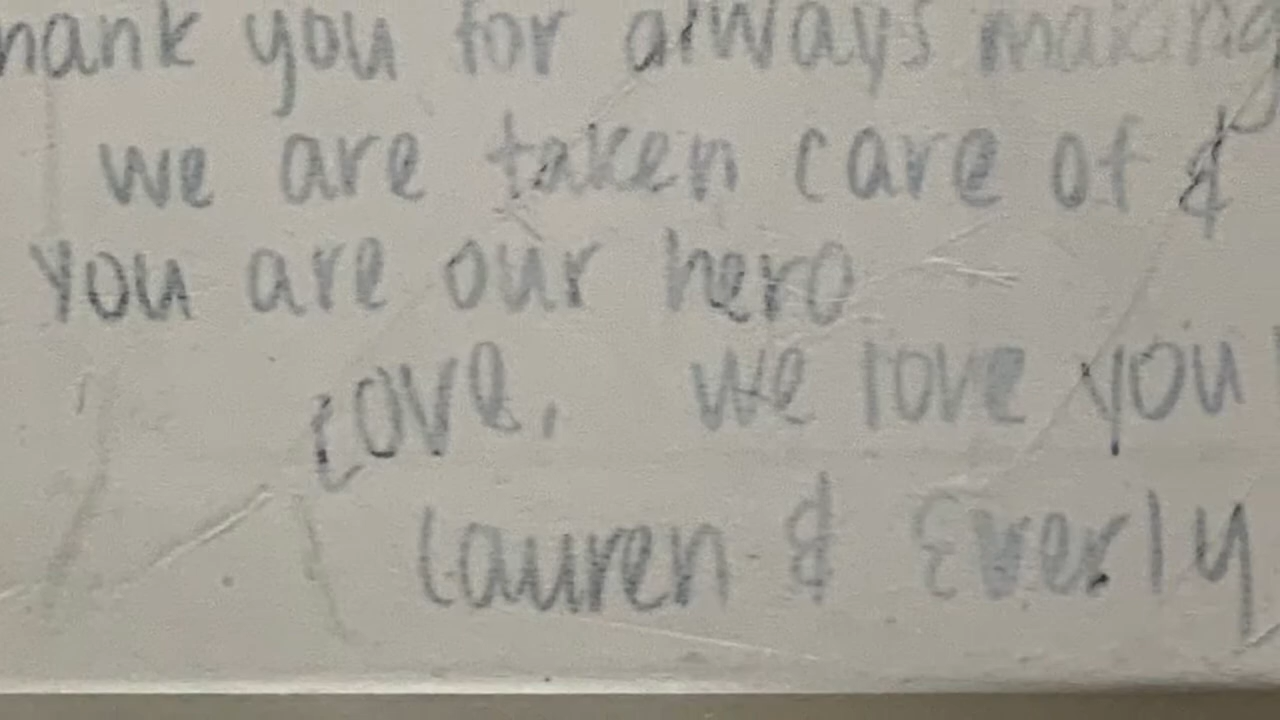 hank you for always making
we are taken care of &
you are our hero
Love, we love you
Lauren & Everly